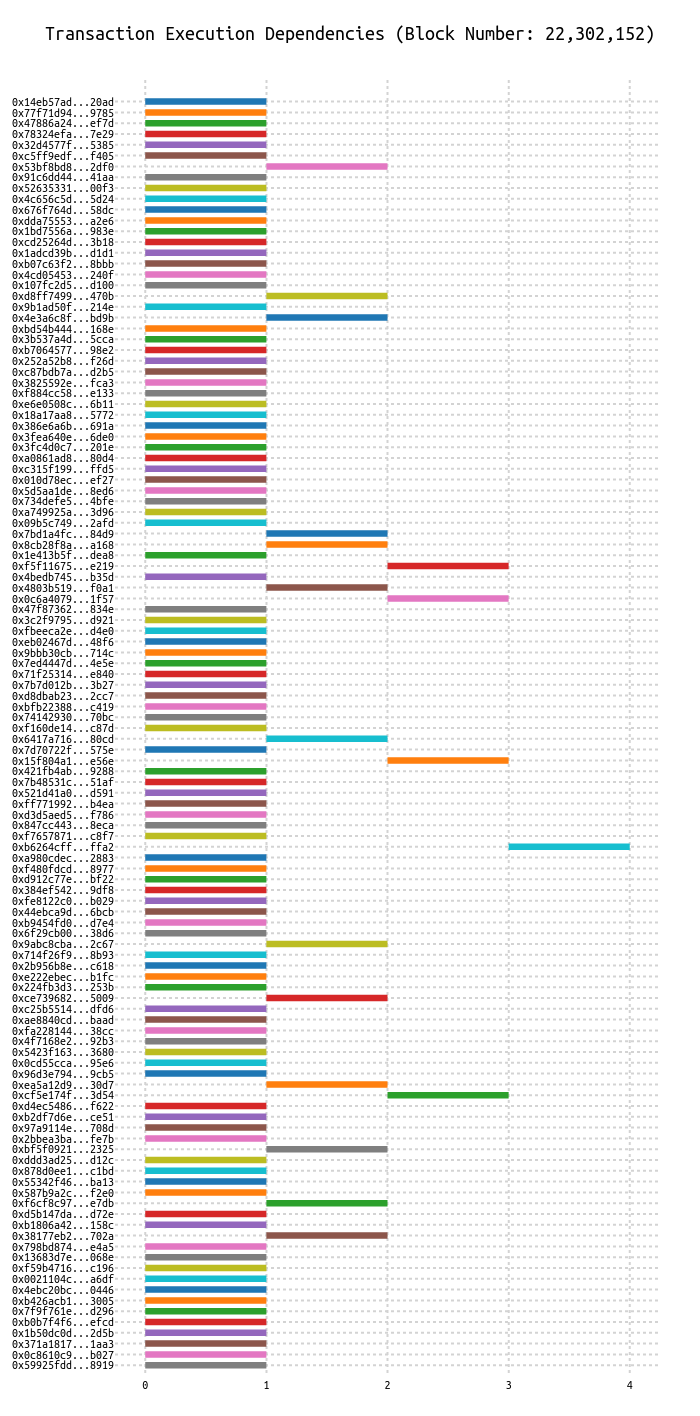 Transaction Execution Dependencies (Block Number: 22,302,152)
0x14eb57ad...20ad
0x77f71d94...9785
0x47886a24...ef7d
0x78324efa...7e29
0x32d4577f...5385
0xc5ff9edf...f405
0x53bf8bd8...2df0
0x91c6dd44...41aa
0x52635331...00f3
0x4c656c5d...5d24
0x676f764d...58dc
0xdda75553...a2e6
0x1bd7556a...983e
0xcd25264d...3b18
0x1adcd39b...d1d1
0xb07c63f2...8bbb
0x4cd05453...240f
0x107fc2d5...d100
0xd8ff7499...470b
0x9b1ad50f...214e
0x4e3a6c8f...bd9b
0xbd54b444...168e
0x3b537a4d...5cca
0xb7064577...98e2
0x252a52b8...f26d
0xc87bdb7a...d2b5
0x3825592e...fca3
0xf884cc58...e133
0xe6e0508c...6b11
0x18a17aa8...5772
0x386e6a6b...691a
0x3fea640e...6de0
0x3fc4d0c7...201e
0xa0861ad8...80d4
0xc315f199...ffd5
0x010d78ec...ef27
0x5d5aa1de...8ed6
0x734defe5...4bfe
0xa749925a...3d96
0x09b5c749...2afd
0x7bd1a4fc...84d9
0x8cb28f8a...a168
0x1e413b5f...dea8
0xf5f11675...e219
0x4bedb745...b35d
0x4803b519...f0a1
0x0c6a4079...1f57
0x47f87362...834e
0x3c2f9795...d921
0xfbeeca2e...d4e0
0xeb02467d...48f6
0x9bbb30cb...714c
0x7ed4447d...4e5e
0x71f25314...e840
0x7b7d012b...3b27
0xd8dbab23...2cc7
0xbfb22388...c419
0x74142930...70bc
0xf160de14...c87d
0x6417a716...80cd
0x7d70722f...575e
0x15f804a1...e56e
0x421fb4ab...9288
0x7b48531c...51af
0x521d41a0...d591
0xff771992...b4ea
0xd3d5aed5...f786
0x847cc443...8eca
0xf7657871...c8f7
0xb6264cff...ffa2
0xa980cdec...2883
0xf480fdcd...8977
0xd912c77e...bf22
0x384ef542...9df8
0xfe8122c0...b029
0x44ebca9d...6bcb
0xb9454fd0...d7e4
0x6f29cb00...38d6
0x9abc8cba...2c67
0x714f26f9...8b93
0x2b956b8e...c618
0xe222ebec...b1fc
0x224fb3d3...253b
0xce739682...5009
0xc25b5514...dfd6
0xae8840cd...baad
0xfa228144...38cc
0x4f7168e2...92b3
0x5423f163...3680
0x0cd55cca...95e6
0x96d3e794...9cb5
0xea5a12d9...30d7
0xcf5e174f...3d54
0xd4ec5486...f622
0xb2df7d6e...ce51
0x97a9114e...708d
0x2bbea3ba...fe7b
0xbf5f0921...2325
0xddd3ad25...d12c
0x878d0ee1...c1bd
0x55342f46...ba13
0x587b9a2c...f2e0
0xf6cf8c97...e7db
0xd5b147da...d72e
0xb1806a42...158c
0x38177eb2...702a
0x798bd874...e4a5
0x13683d7e...068e
0xf59b4716...c196
0x0021104c...a6df
0x4ebc20bc...0446
0xb426acb1...3005
0x7f9f761e...d296
0xb0b7f4f6...efcd
0x1b50dc0d...2d5b
0x371a1817...1aa3
0x0c8610c9...b027
0x59925fdd...8919
0 1 2 3 4